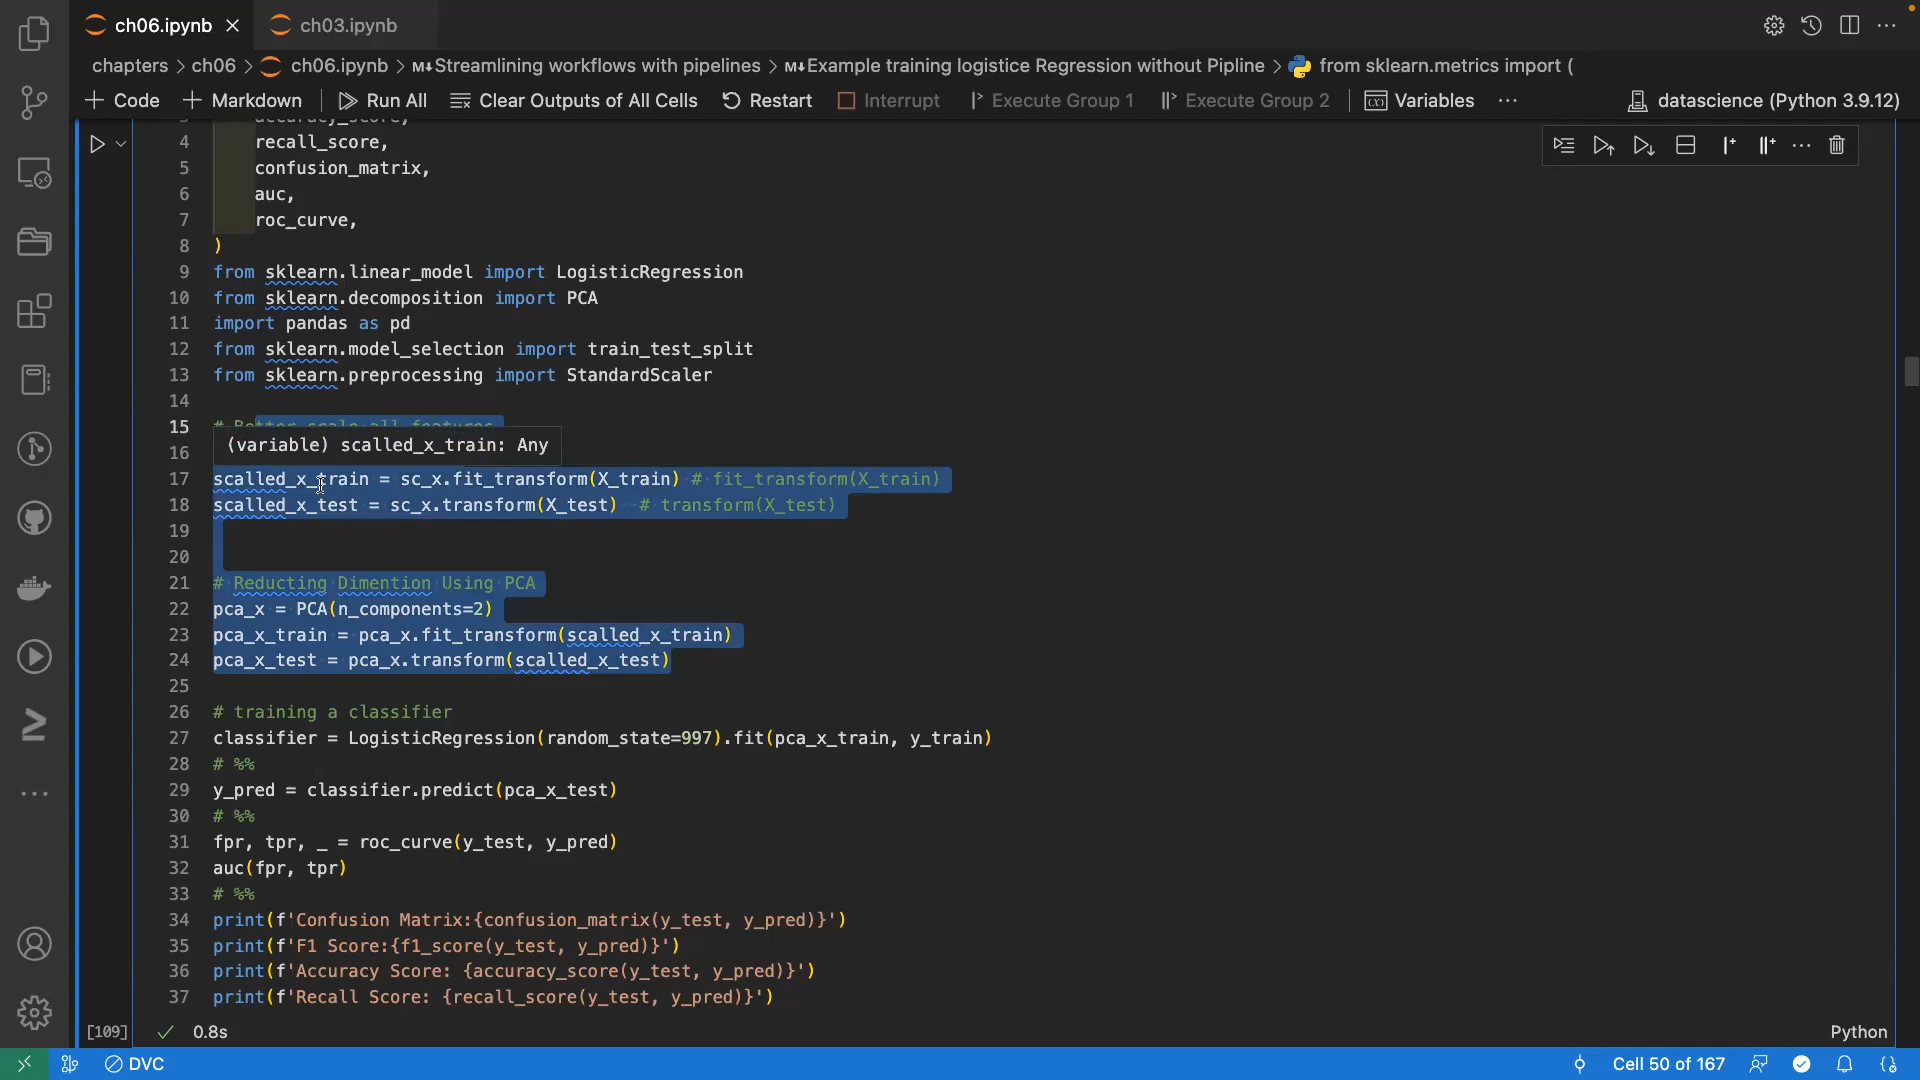 ch06.ipynb
ch03.ipynb
chapters > ch06 > ch06.ipynb > M↓Streamlining workflows with pipelines > M↓Example training logistice Regression without Pipline > from sklearn.metrics import (
+ Code + Markdown Run All Clear Outputs of All Cells Restart Interrupt Execute Group 1 Execute Group 2 Variables ··· datascience (Python 3.9.12)
4 recall_score,
5 confusion_matrix,
6 auc,
7 roc_curve,
8 )
9 from sklearn.linear_model import LogisticRegression
10 from sklearn.decomposition import PCA
11 import pandas as pd
12 from sklearn.model_selection import train_test_split
13 from sklearn.preprocessing import StandardScaler
14
15 # Better scale all features
(variable) scalled_x_train: Any
16
17 scalled_x_train = sc_x.fit_transform(X_train) # fit_transform(X_train)
18 scalled_x_test = sc_x.transform(X_test) # transform(X_test)
19
20
21 # Reducting Dimention Using PCA
22 pca_x = PCA(n_components=2)
23 pca_x_train = pca_x.fit_transform(scalled_x_train)
24 pca_x_test = pca_x.transform(scalled_x_test)
25
26 # training a classifier
27 classifier = LogisticRegression(random_state=997).fit(pca_x_train, y_train)
28 # %%
29 y_pred = classifier.predict(pca_x_test)
30 # %%
31 fpr, tpr, _ = roc_curve(y_test, y_pred)
32 auc(fpr, tpr)
33 # %%
34 print(f'Confusion Matrix:{confusion_matrix(y_test, y_pred)}')
35 print(f'F1 Score:{f1_score(y_test, y_pred)}')
36 print(f'Accuracy Score: {accuracy_score(y_test, y_pred)}')
37 print(f'Recall Score: {recall_score(y_test, y_pred)}')
[109] 0.8s Python
DVC Cell 50 of 167